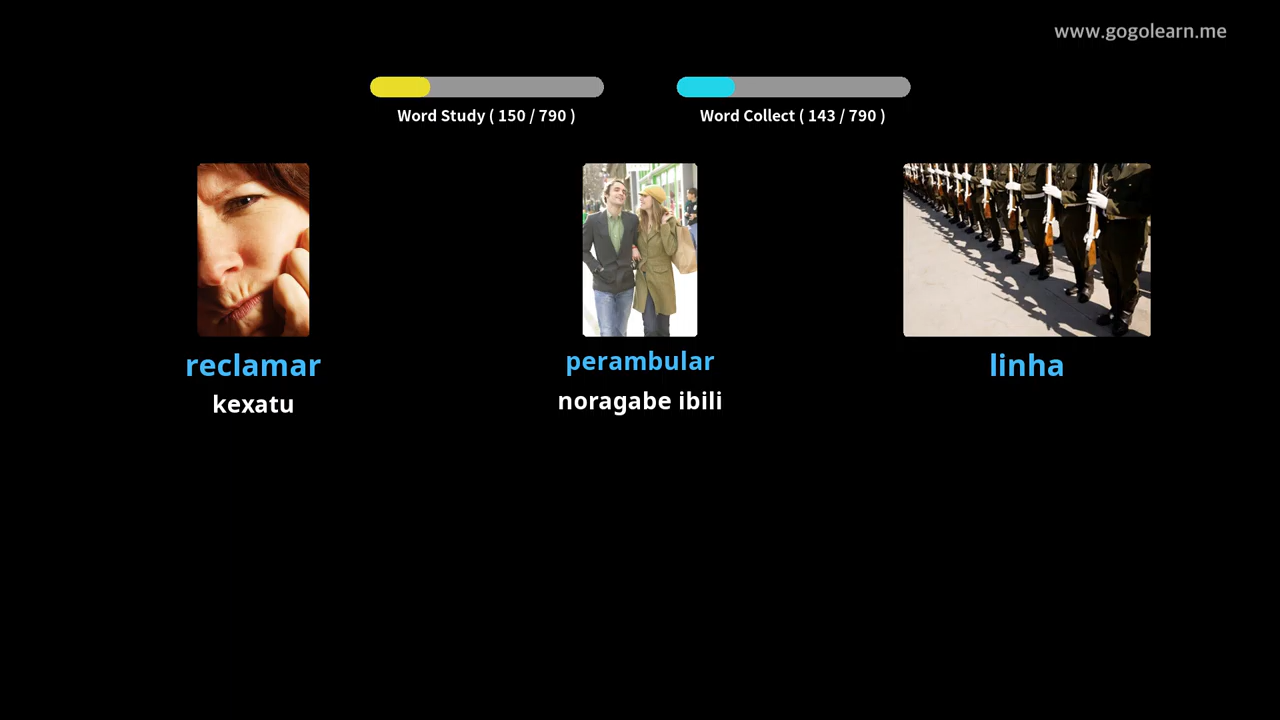 www.gogolearn.me
Word Study ( 150 / 790 )
Word Collect ( 143 / 790 )
reclamar
kexatu
perambular
noragabe ibili
linha